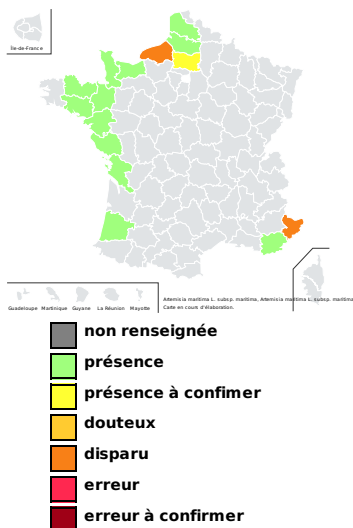 Île-de-France
Guadeloupe Martinique Guyane La Réunion Mayotte
Artemisia maritima L. subsp. maritima, Artemisia maritima L. subsp. maritima
Carte en cours d'élaboration.
non renseignée
présence
présence à confimer
douteux
disparu
erreur
erreur à confirmer